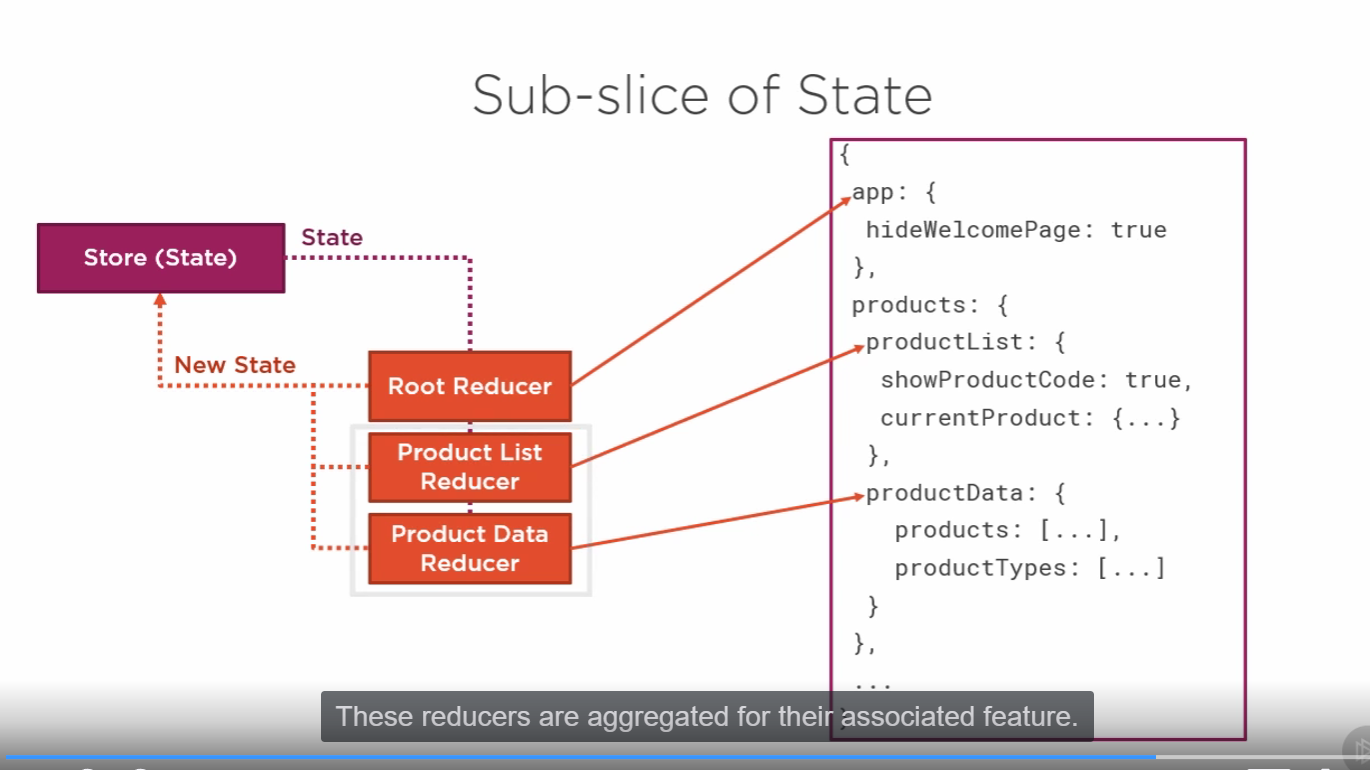 Sub-slice of State
Store (State)
State
New State
Root Reducer
Product List
Reducer
Product Data
Reducer
{
app: {
hideWelcomePage: true
},
products: {
productList: {
showProductCode: true,
currentProduct: {...}
},
productData: {
products: [...],
productTypes: [...]
}
},
...
These reducers are aggregated for their associated feature.